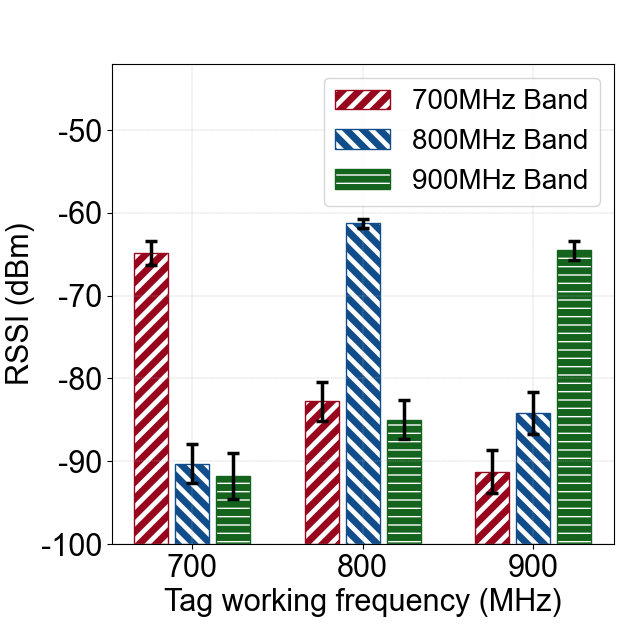 700MHz Band
800MHz Band
900MHz Band
RSSI (dBm)
-50
-60
-70
-80
-90
-100
700 800 900
Tag working frequency (MHz)